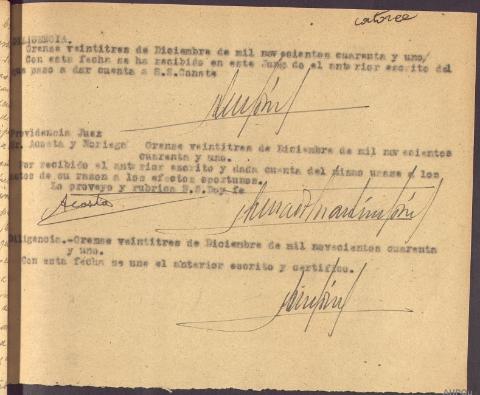 catorce
DILIGENCIA.
Orense veintitres de Diciembre de mil novecientos cuarenta y uno/
Con esta fecha se ha recibido en este Juzgado el anterior escrito del
que paso a dar cuenta a S.S. Consta
Providencia Juez
Sr. Acosta y Noriega Orense veintitres de Diciembre de mil novecientos
cuarenta y uno.
Por recibido el anterior escrito y dada cuenta del mismo unase a los
autos de su razon a los efectos oportunos.
Lo proveyo y rubrica S.S. Doy fe
Acosta
Diligencia.-Orense veintitres de Diciembre de mil novecientos cuarenta
y uno.
Con esta fecha se une el anterior escrito y certifico.